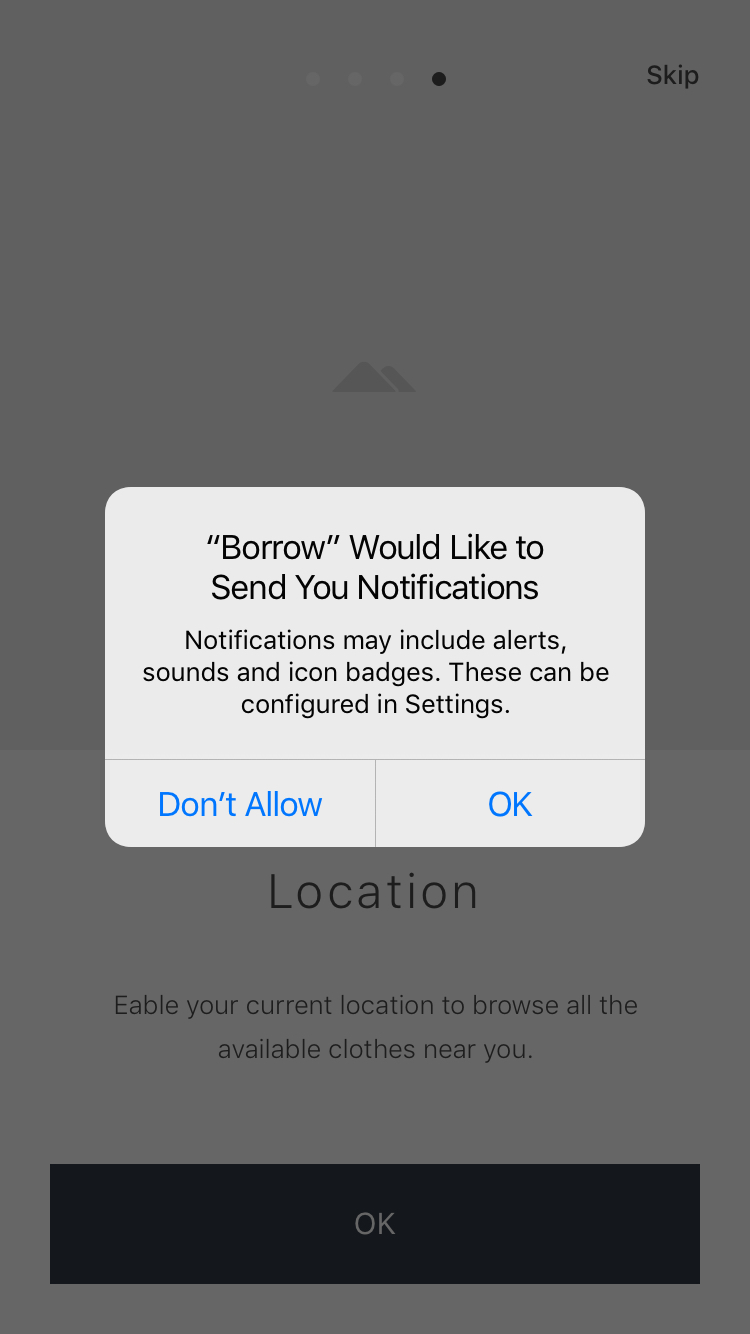 Skip
“Borrow” Would Like to
Send You Notifications
Notifications may include alerts,
sounds and icon badges. These can be
configured in Settings.
Don’t Allow
OK
Location
Eable your current location to browse all the
available clothes near you.
OK